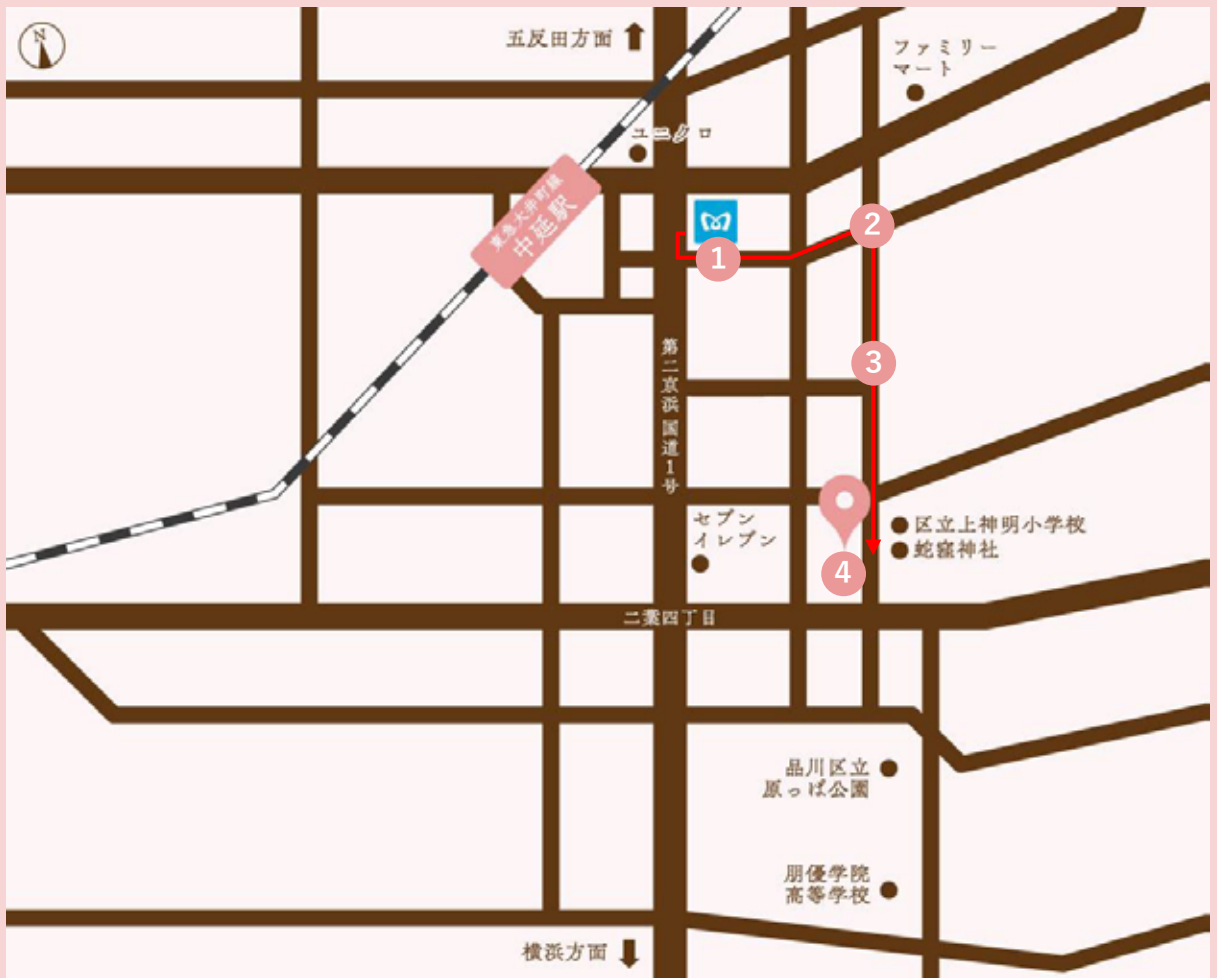 N
五反田方面
ファミリー
マート
ユニクロ
東急大井町線
中延駅
1
2
3
第二京浜 国道1号
セブン
イレブン
区立上神明小学校
蛇窪神社
4
二葉四丁目
品川区立
原っぱ公園
朋優学院
高等学校
横浜方面